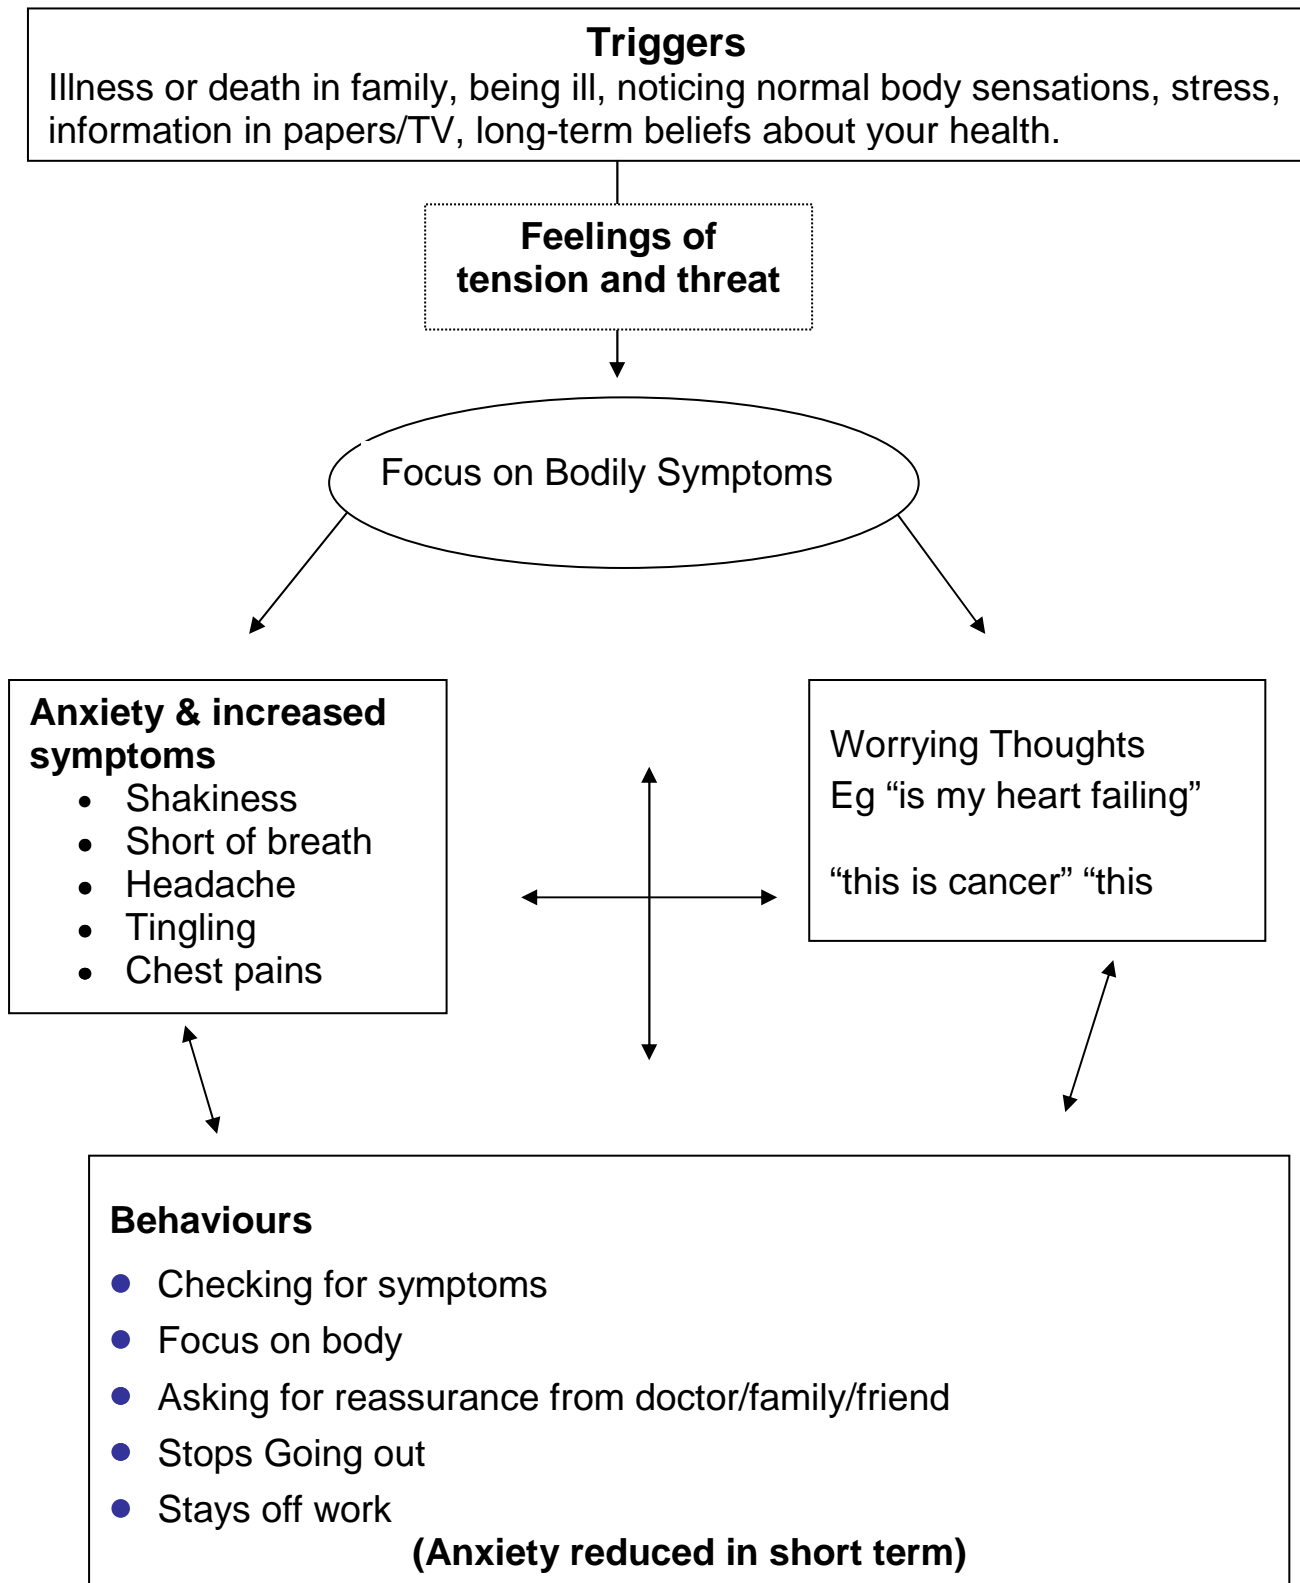 Triggers
Illness or death in family, being ill, noticing normal body sensations, stress,
information in papers/TV, long-term beliefs about your health.
Feelings of
tension and threat
Focus on Bodily Symptoms
Anxiety & increased
symptoms
• Shakiness
• Short of breath
• Headache
• Tingling
• Chest pains
Worrying Thoughts
Eg “is my heart failing”
“this is cancer” “this
Behaviours
• Checking for symptoms
• Focus on body
• Asking for reassurance from doctor/family/friend
• Stops Going out
• Stays off work
(Anxiety reduced in short term)